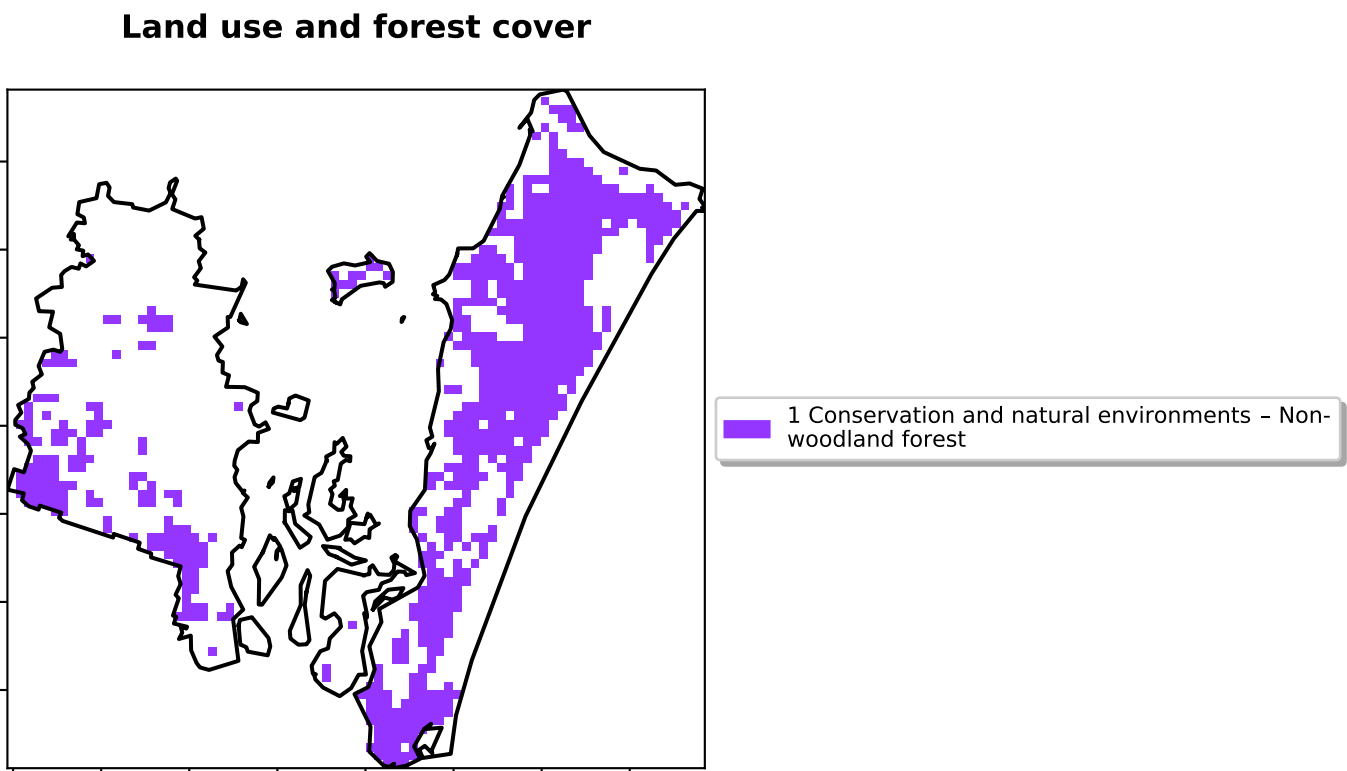 Land use and forest cover
1 Conservation and natural environments – Non-
woodland forest